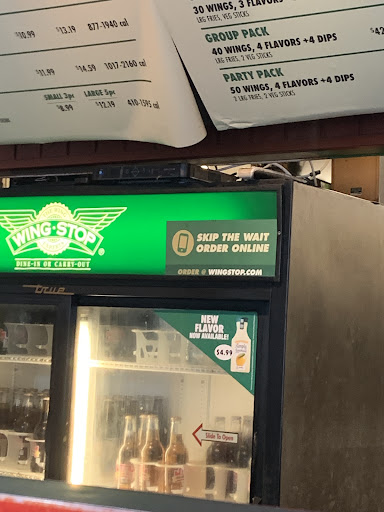 $10.99 $13.19 877-1940 cal
$11.99 $14.59 1017-2160 cal
SMALL 3pc LARGE 5pc
$8.99 $12.19 410-1595 cal
30 WINGS, 3 FLAVORS
LRG FRIES, VEG STICKS
GROUP PACK
40 WINGS, 4 FLAVORS +4 DIPS
LRG FRIES, 2 VEG STICKS
PARTY PACK
50 WINGS, 4 FLAVORS +4 DIPS
2 LRG FRIES, 2 VEG STICKS
WING·STOP
DINE-IN OR CARRY-OUT
SKIP THE WAIT
ORDER ONLINE
ORDER @ WINGSTOP.COM
true
NEW
FLAVOR
NOW AVAILABLE!
$4.99
Slide To Open